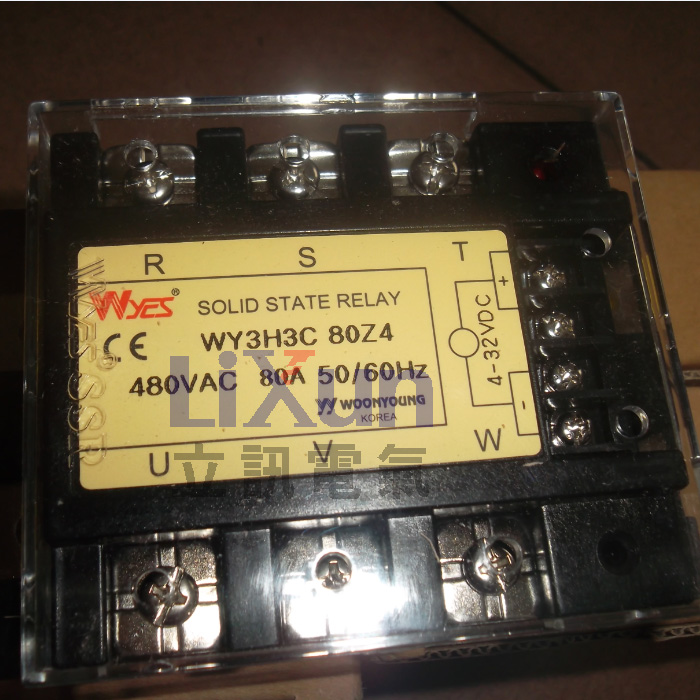 R S T
WYES®
SOLID STATE RELAY
CE
WY3H3C 80Z4
480VAC 80A 50/60Hz
WOONYOUNG
KOREA
U V W
+
4-32VDC
-
WYES SSR
LiXun
立訊電氣